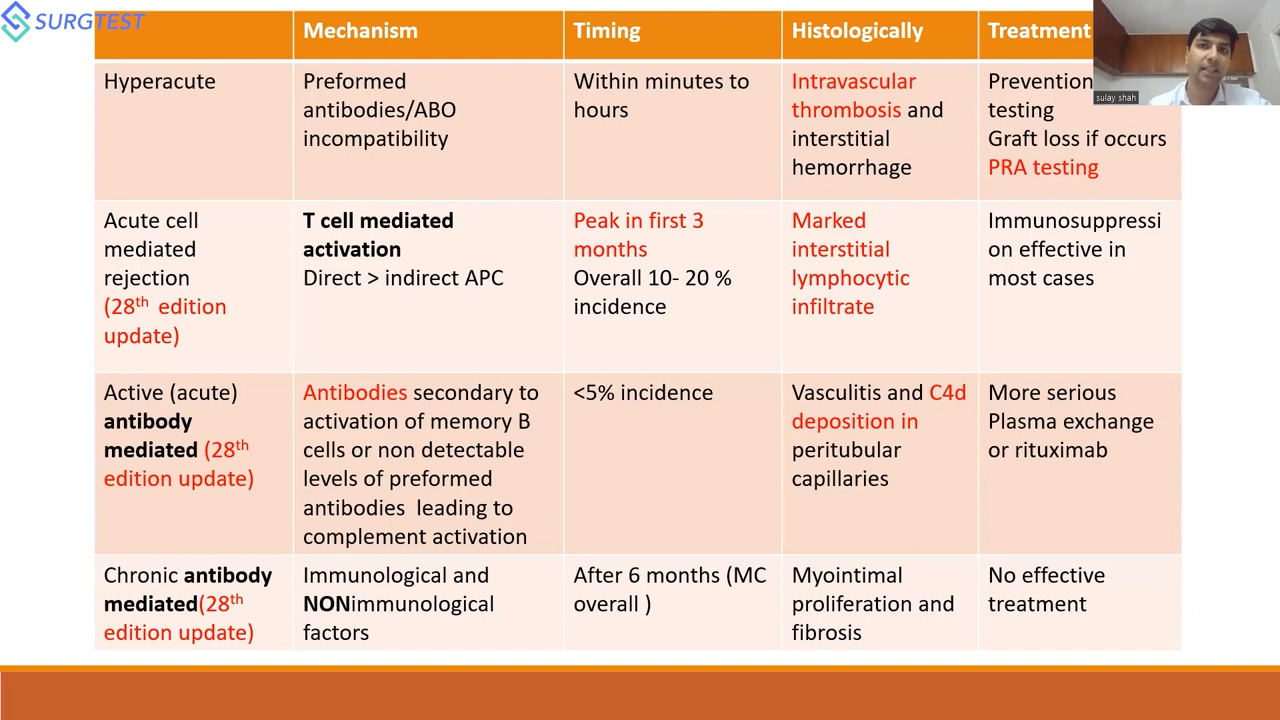 SURGTEST
Mechanism
Timing
Histologically
Treatment
sulay shah
Hyperacute
Preformed
antibodies/ABO
incompatibility
Within minutes to
hours
Intravascular
thrombosis and
interstitial
hemorrhage
Prevention
testing
Graft loss if occurs
PRA testing
Acute cell
mediated
rejection
(28th edition
update)
T cell mediated
activation
Direct > indirect APC
Peak in first 3
months
Overall 10- 20 %
incidence
Marked
interstitial
lymphocytic
infiltrate
Immunosuppressi
on effective in
most cases
Active (acute)
antibody
mediated (28th
edition update)
Antibodies secondary to
activation of memory B
cells or non detectable
levels of preformed
antibodies leading to
complement activation
<5% incidence
Vasculitis and C4d
deposition in
peritubular
capillaries
More serious
Plasma exchange
or rituximab
Chronic antibody
mediated(28th
edition update)
Immunological and
NONimmunological
factors
After 6 months (MC
overall )
Myointimal
proliferation and
fibrosis
No effective
treatment